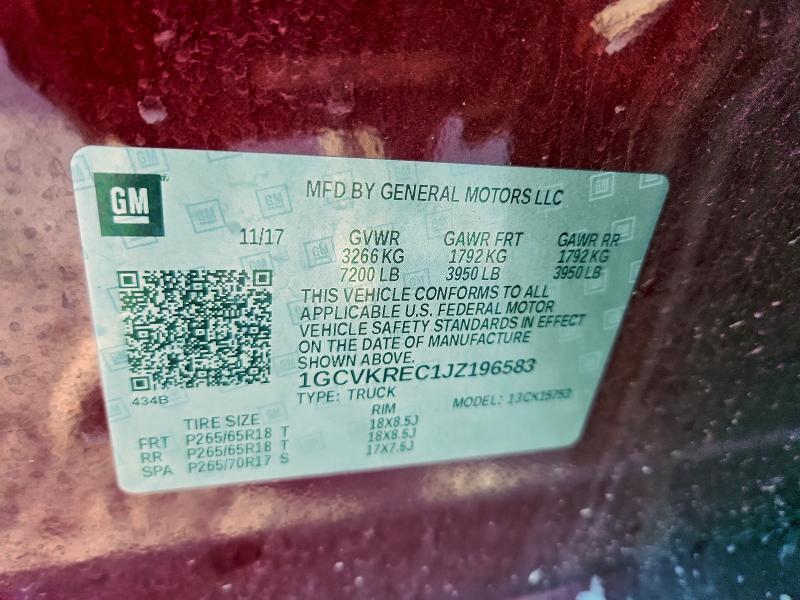 GM
MFD BY GENERAL MOTORS LLC
11/17 GVWR GAWR FRT GAWR RR
3266 KG 1792 KG 1792 KG
7200 LB 3950 LB 3950 LB
THIS VEHICLE CONFORMS TO ALL
APPLICABLE U.S. FEDERAL MOTOR
VEHICLE SAFETY STANDARDS IN EFFECT
ON THE DATE OF MANUFACTURE
SHOWN ABOVE.
1GCVKREC1JZ196583
434B
TYPE: TRUCK MODEL: 13CK15753
TIRE SIZE RIM
FRT P265/65R18 T 18X8.5J
RR P265/65R18 T 18X8.5J
SPA P265/70R17 S 17X7.5J